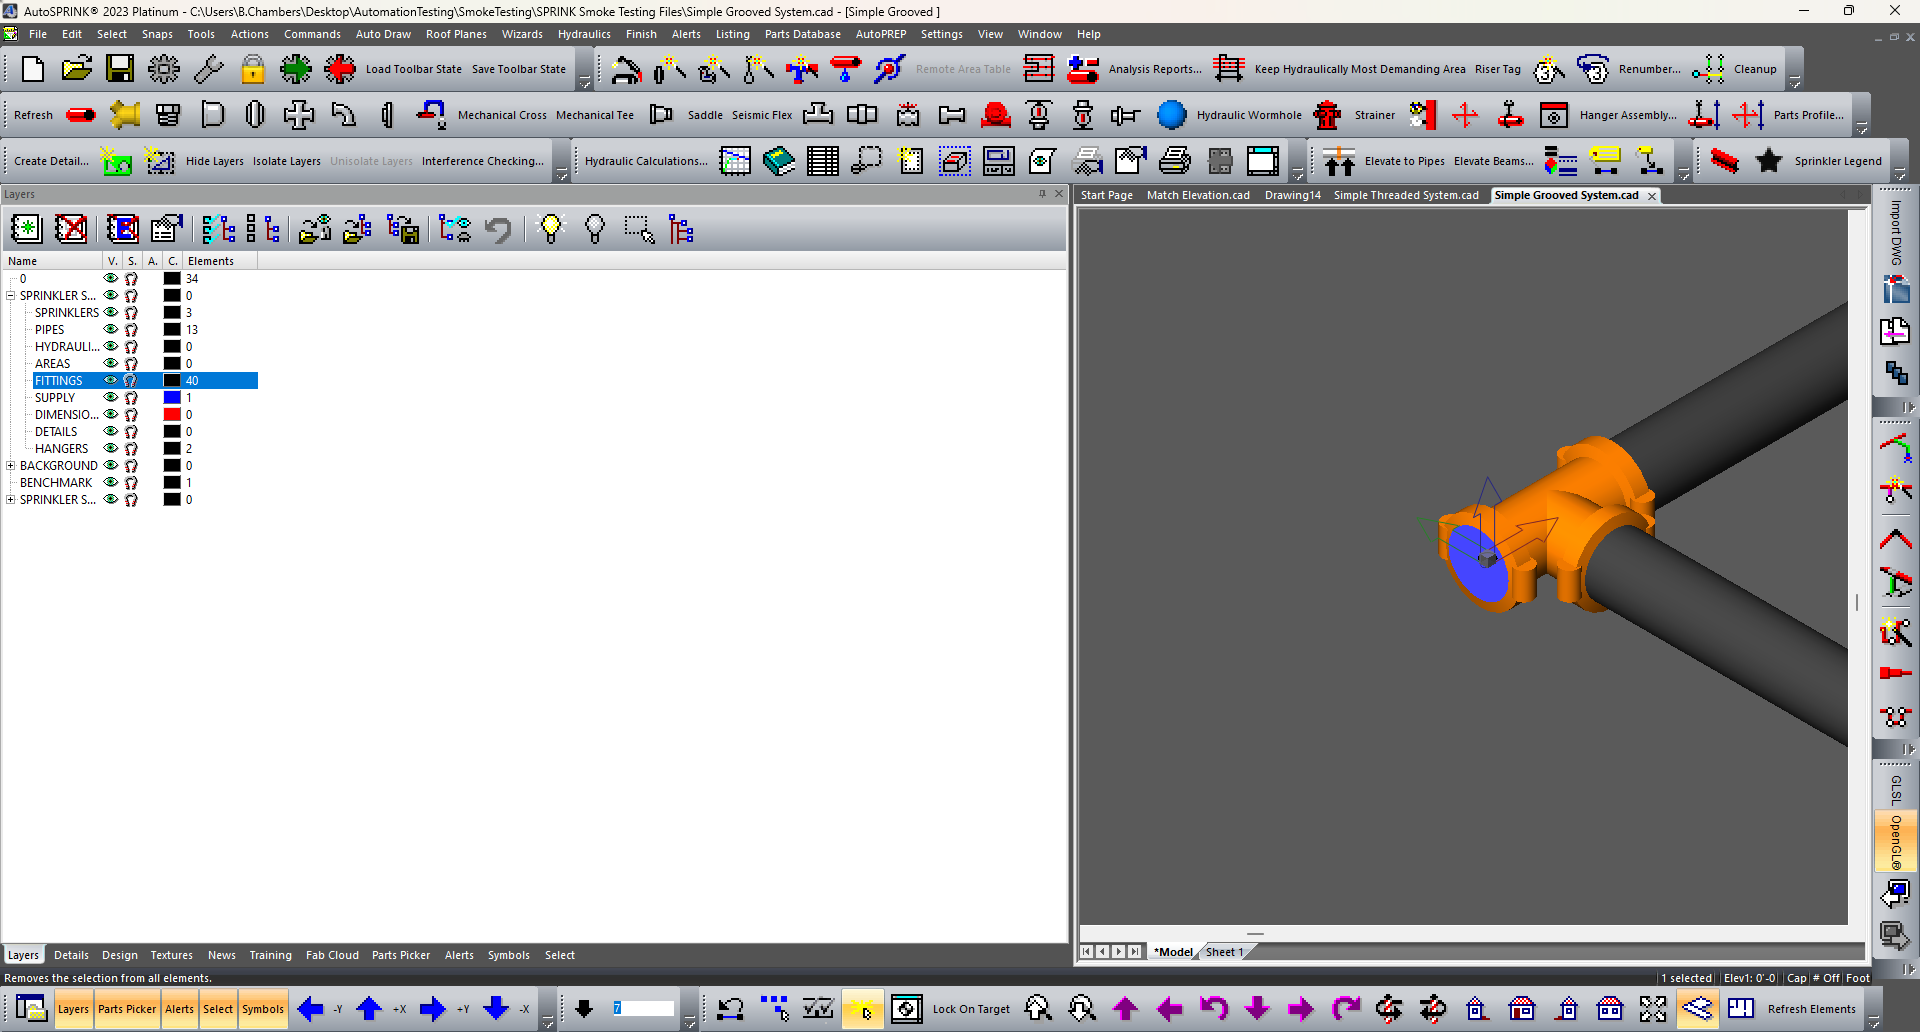 AutoSPRINK® 2023 Platinum - C:\Users\B.Chambers\Desktop\AutomationTesting\SmokeTesting\SPRINK Smoke Testing Files\Simple Grooved System.cad - [Simple Grooved ]
File Edit Select Snaps Tools Actions Commands Auto Draw Roof Planes Wizards Hydraulics Finish Alerts Listing Parts Database AutoPREP Settings View Window Help
Load Toolbar State Save Toolbar State Remote Area Table Analysis Reports... Keep Hydraulically Most Demanding Area Riser Tag Renumber... Cleanup
Refresh Mechanical Cross Mechanical Tee Saddle Seismic Flex Hydraulic Wormhole Strainer Hanger Assembly... Parts Profile...
Create Detail... Hide Layers Isolate Layers Unisolate Layers Interference Checking... Hydraulic Calculations... Elevate to Pipes Elevate Beams... Sprinkler Legend
Layers
Start Page Match Elevation.cad Drawing14 Simple Threaded System.cad Simple Grooved System.cad
Name V. S. A. C. Elements
0 34
SPRINKLER S... 0
SPRINKLERS 3
PIPES 13
HYDRAULI... 0
AREAS 0
FITTINGS 40
SUPPLY 1
DIMENSIO... 0
DETAILS 0
HANGERS 2
BACKGROUND 0
BENCHMARK 1
SPRINKLER S... 0
Import DWG
GLSL
OpenGL®
*Model Sheet 1
Layers Details Design Textures News Training Fab Cloud Parts Picker Alerts Symbols Select
Removes the selection from all elements.
1 selected Elev1: 0'-0 Cap # Off Foot
Layers Parts Picker Alerts Select Symbols -Y +X +Y -X 7 Lock On Target Refresh Elements